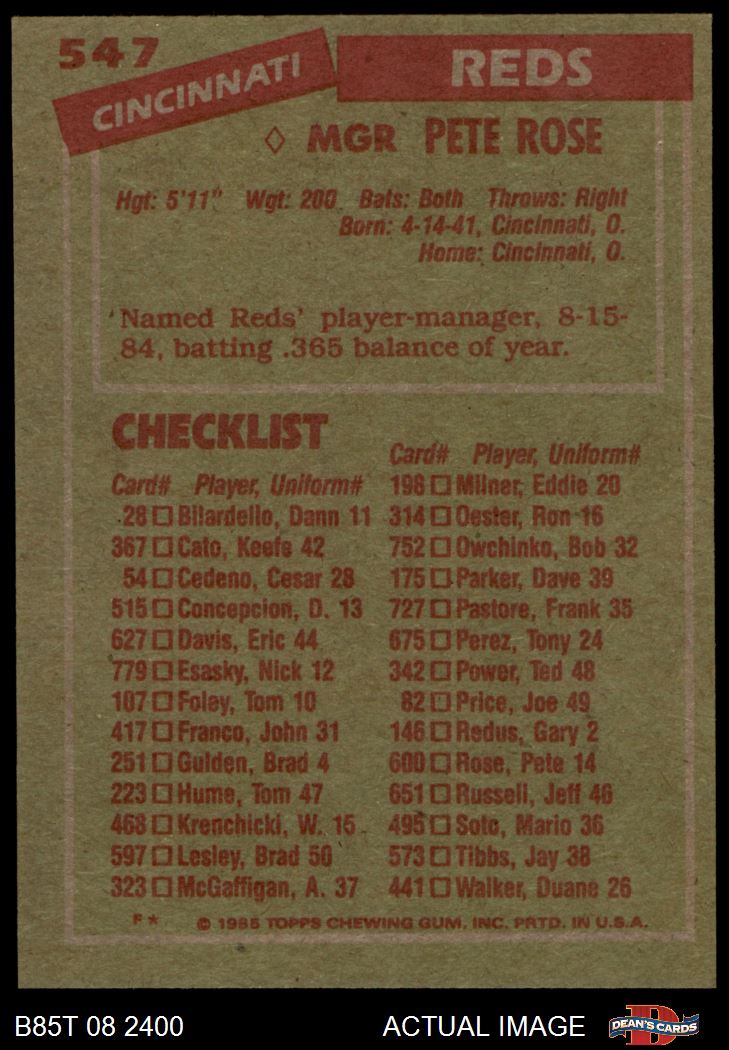 547
CINCINNATI REDS
◇ MGR PETE ROSE
Hgt: 5'11" Wgt: 200 Bats: Both Throws: Right
Born: 4-14-41, Cincinnati, O.
Home: Cincinnati, O.
Named Reds' player-manager, 8-15-
84, batting .365 balance of year.
CHECKLIST
Card# Player, Uniform#
28 □ Bilardello, Dann 11
367 □ Cato, Keefe 42
54 □ Cedeno, Cesar 28
515 □ Concepcion, D. 13
627 □ Davis, Eric 44
779 □ Esasky, Nick 12
107 □ Foley, Tom 10
417 □ Franco, John 31
251 □ Gulden, Brad 4
223 □ Hume, Tom 47
468 □ Krenchicki, W. 15
597 □ Lesley, Brad 50
323 □ McGaffigan, A. 37
Card# Player, Uniform#
198 □ Milner, Eddie 20
314 □ Oester, Ron 16
752 □ Owchinko, Bob 32
175 □ Parker, Dave 39
727 □ Pastore, Frank 35
675 □ Perez, Tony 24
342 □ Power, Ted 48
82 □ Price, Joe 49
146 □ Redus, Gary 2
600 □ Rose, Pete 14
651 □ Russell, Jeff 46
495 □ Soto, Mario 36
573 □ Tibbs, Jay 38
441 □ Walker, Duane 26
F* © 1985 TOPPS CHEWING GUM, INC. PRTD. IN U.S.A.
B85T 08 2400 ACTUAL IMAGE DEAN'S CARDS